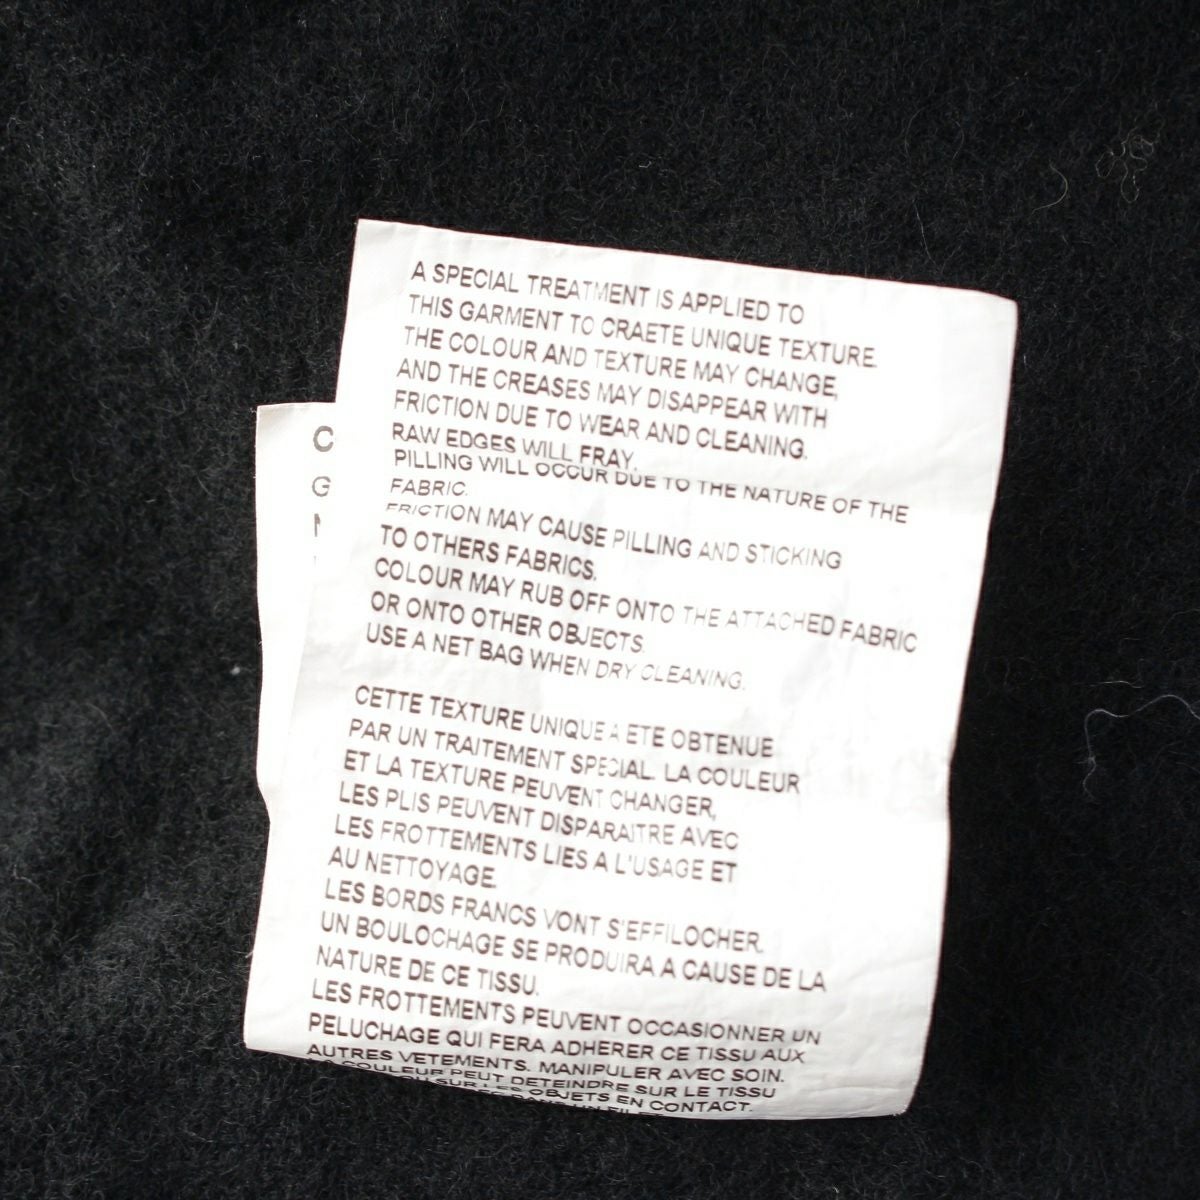 A SPECIAL TREATMENT IS APPLIED TO
THIS GARMENT TO CRAETE UNIQUE TEXTURE.
THE COLOUR AND TEXTURE MAY CHANGE,
AND THE CREASES MAY DISAPPEAR WITH
FRICTION DUE TO WEAR AND CLEANING.
RAW EDGES WILL FRAY.
PILLING WILL OCCUR DUE TO THE NATURE OF THE
FABRIC.
FRICTION MAY CAUSE PILLING AND STICKING
TO OTHERS FABRICS.
COLOUR MAY RUB OFF ONTO THE ATTACHED FABRIC
OR ONTO OTHER OBJECTS.
USE A NET BAG WHEN DRY CLEANING.
CETTE TEXTURE UNIQUE A ETE OBTENUE
PAR UN TRAITEMENT SPECIAL. LA COULEUR
ET LA TEXTURE PEUVENT CHANGER,
LES PLIS PEUVENT DISPARAITRE AVEC
LES FROTTEMENTS LIES A L'USAGE ET
AU NETTOYAGE.
LES BORDS FRANCS VONT S'EFFILOCHER.
UN BOULOCHAGE SE PRODUIRA A CAUSE DE LA
NATURE DE CE TISSU.
LES FROTTEMENTS PEUVENT OCCASIONNER UN
PELUCHAGE QUI FERA ADHERER CE TISSU AUX
AUTRES VETEMENTS. MANIPULER AVEC SOIN.
LA COULEUR PEUT DETEINDRE SUR LE TISSU
OU SUR LES OBJETS EN CONTACT.
DANS UN FILET
C
G